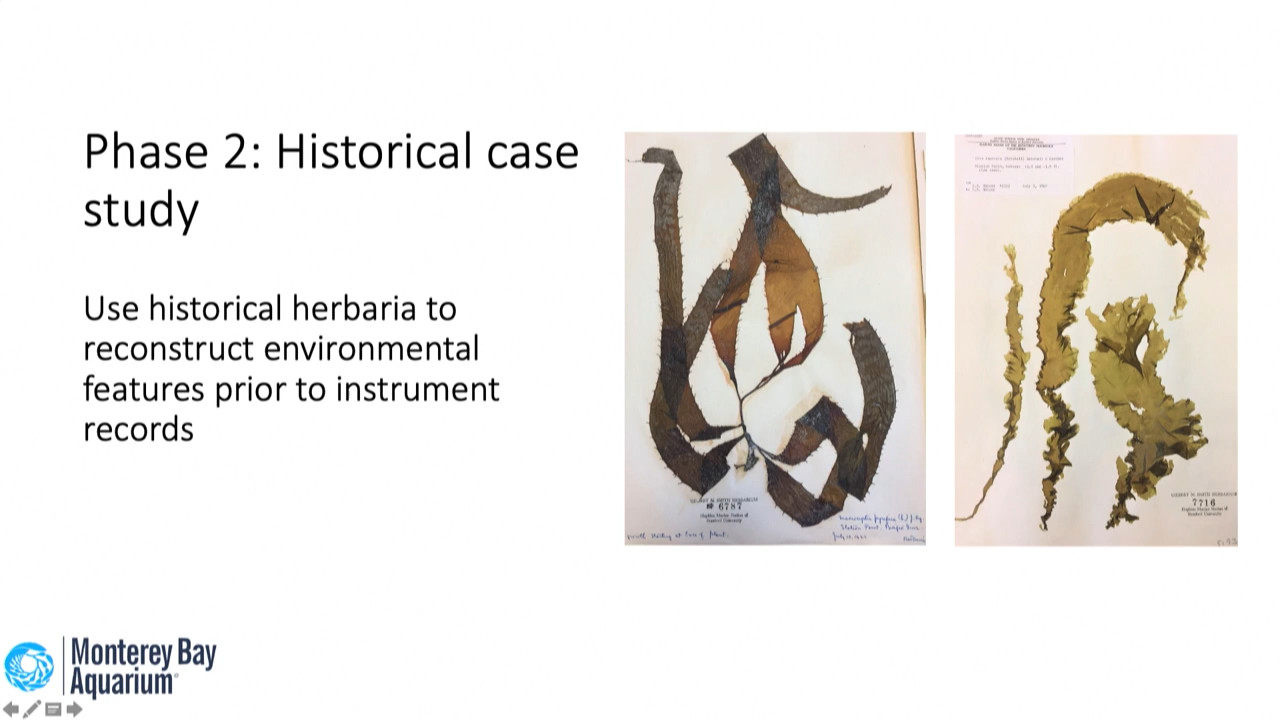 Phase 2: Historical case
study
Use historical herbaria to
reconstruct environmental
features prior to instrument
records
GILBERT M. SMITH HERBARIUM
6787
Hopkins Marine Station of
Stanford University
GILBERT M. SMITH HERBARIUM
7716
Hopkins Marine Station of
Stanford University
Monterey Bay
Aquarium